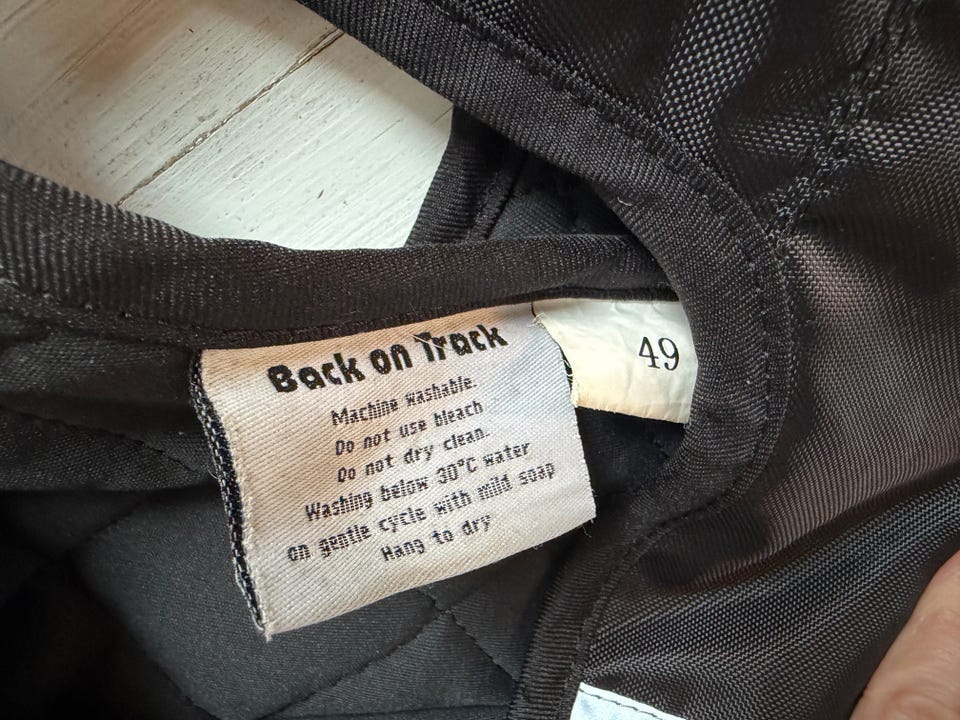 Back on Track
Machine washable.
Do not use bleach
Do not dry clean.
Washing below 30°C water
on gentle cycle with mild soap
Hang to dry
49